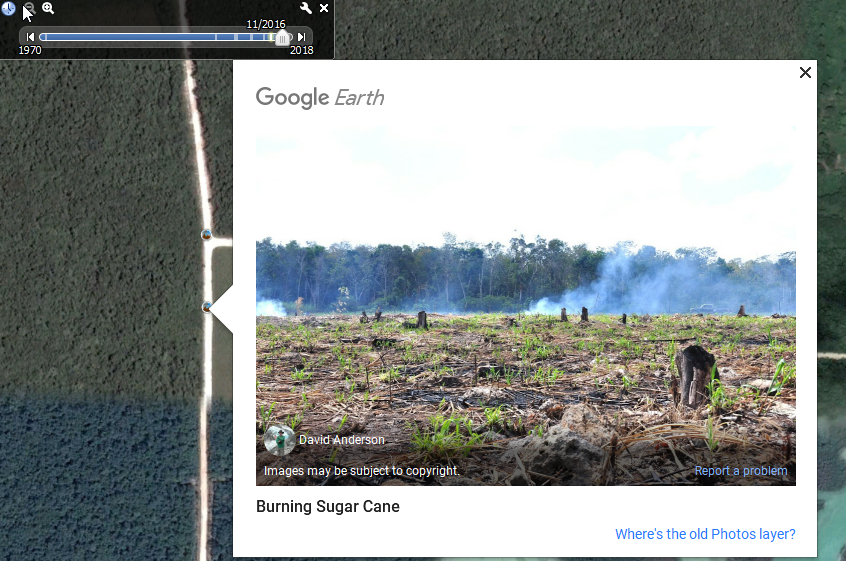 11/2016
1970
2018
Google Earth
David Anderson
Images may be subject to copyright.
Report a problem
Burning Sugar Cane
Where's the old Photos layer?